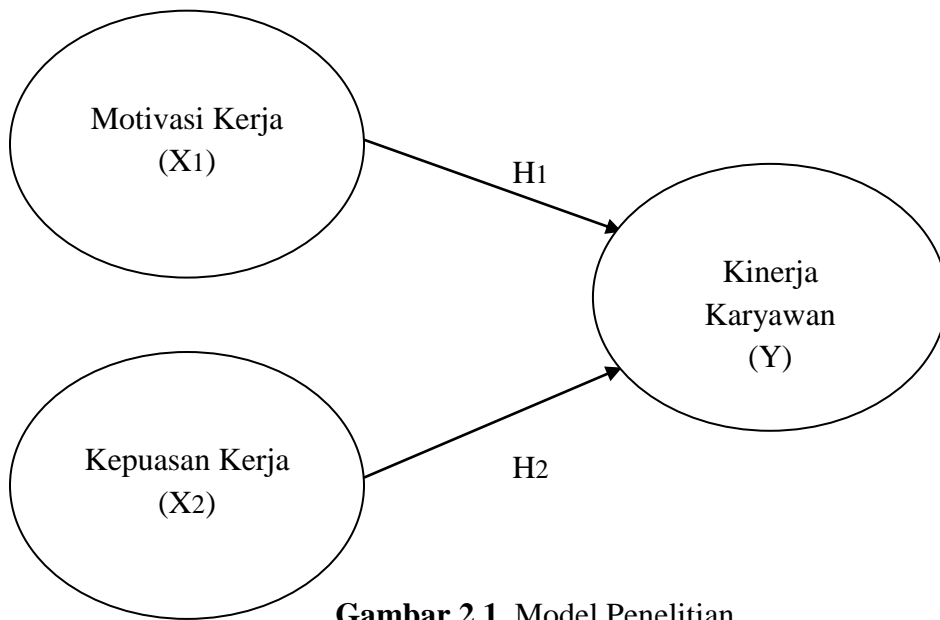 Motivasi Kerja
(X1)
H1
Kinerja
Karyawan
(Y)
Kepuasan Kerja
(X2)
H2
Gambar 2.1. Model Penelitian